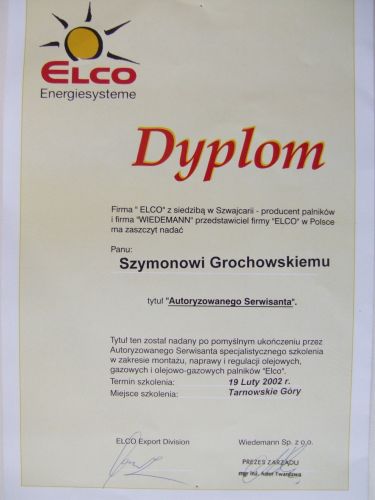 ELCO
Energiesysteme
Dyplom
Firma " ELCO" z siedzibą w Szwajcarii - producent palników
i firma "WIEDEMANN" przedstawiciel firmy "ELCO" w Polsce
ma zaszczyt nadać
Panu:
Szymonowi Grochowskiemu
tytuł "Autoryzowanego Serwisanta".
Tytuł ten został nadany po pomyślnym ukończeniu przez
Autoryzowanego Serwisanta specjalistycznego szkolenia
w zakresie montażu, naprawy i regulacji olejowych,
gazowych i olejowo-gazowych palników "Elco".
Termin szkolenia: 19 Luty 2002 r.
Miejsce szkolenia: Tarnowskie Góry
ELCO Export Division Wiedemann Sp. z o.o.
PREZES ZARZĄDU
mgr inż.